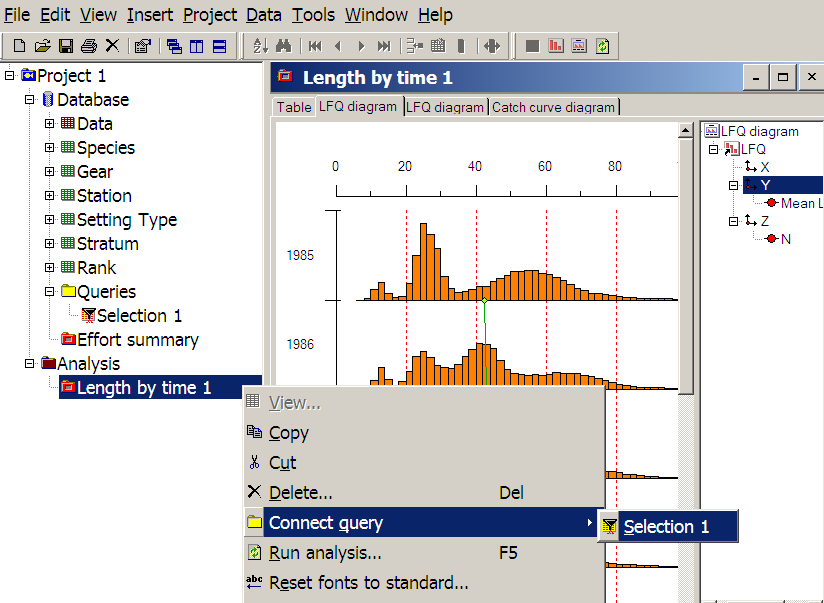 File Edit View Insert Project Data Tools Window Help
Project 1
Database
Data
Species
Gear
Station
Setting Type
Stratum
Rank
Queries
Selection 1
Effort summary
Analysis
Length by time 1
Length by time 1
Table LFQ diagram LFQ diagram Catch curve diagram
0 20 40 60 80
1985
1986
LFQ diagram
LFQ
X
Y
Mean L
Z
N
View...
Copy
Cut
Delete... Del
Connect query
Selection 1
Run analysis... F5
abc Reset fonts to standard...